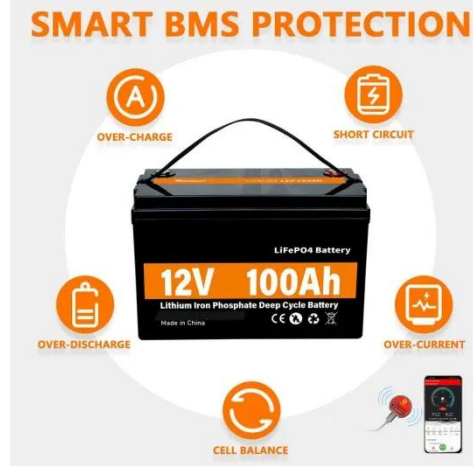 SMART BMS PROTECTION
OVER-CHARGE
SHORT CIRCUIT
LiFePO4 Battery
12V 100Ah
Lithium Iron Phosphate Deep Cycle Battery
Made in China
CE
OVER-DISCHARGE
OVER-CURRENT
CELL BALANCE